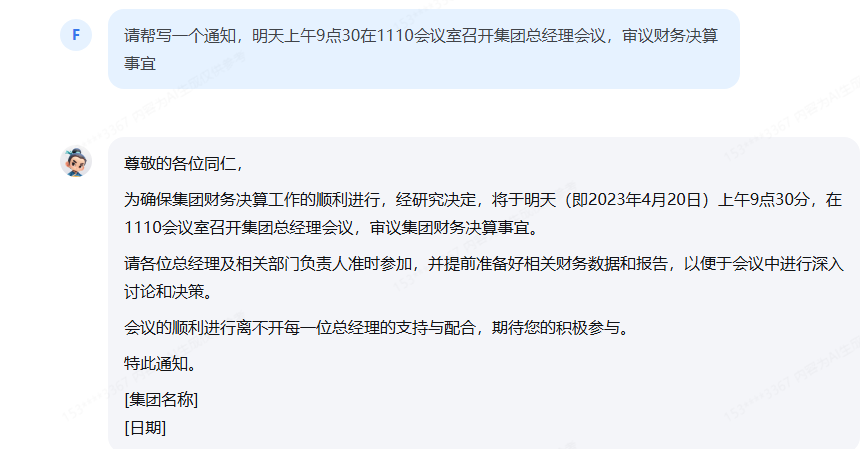 F
请帮写一个通知，明天上午9点30在1110会议室召开集团总经理会议，审议财务决算
事宜
尊敬的各位同仁，
为确保集团财务决算工作的顺利进行，经研究决定，将于明天（即2023年4月20日）上午9点30分，在
1110会议室召开集团总经理会议，审议集团财务决算事宜。
请各位总经理及相关部门负责人准时参加，并提前准备好相关财务数据和报告，以便于会议中进行深入
讨论和决策。
会议的顺利进行离不开每一位总经理的支持与配合，期待您的积极参与。
特此通知。
[集团名称]
[日期]